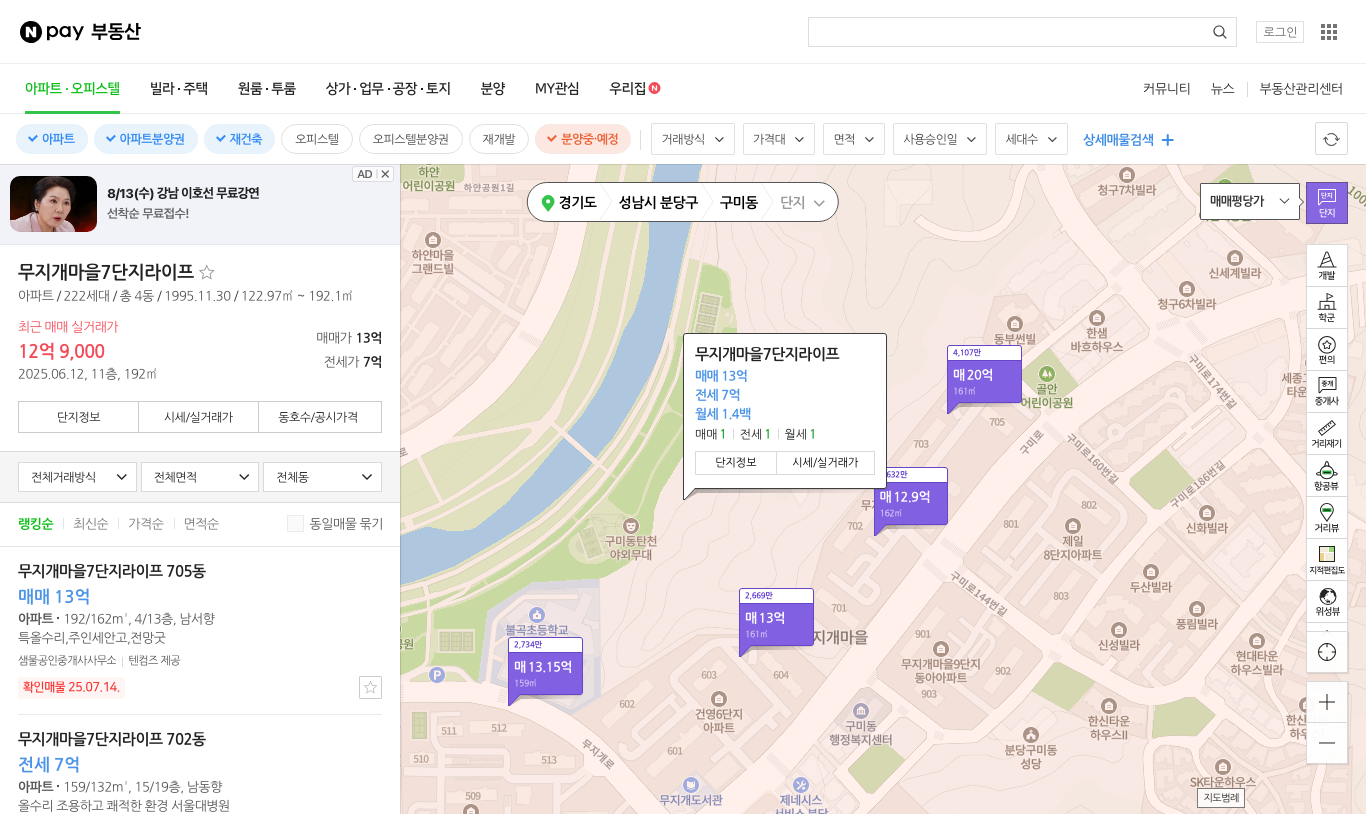 N pay 부동산
로그인
아파트·오피스텔
빌라·주택
원룸·투룸
상가·업무·공장·토지
분양
MY관심
우리집 N
커뮤니티
뉴스
부동산관리센터
아파트
아파트분양권
재건축
오피스텔
오피스텔분양권
재개발
분양중·예정
거래방식
가격대
면적
사용승인일
세대수
상세매물검색
8/13(수) 강남 이호선 무료강연
선착순 무료접수!
AD
무지개마을7단지라이프
아파트 / 222세대 / 총 4동 / 1995.11.30 / 122.97㎡ ~ 192.1㎡
최근 매매 실거래가
12억 9,000
2025.06.12, 11층, 192㎡
매매가 13억
전세가 7억
단지정보
시세/실거래가
동호수/공시가격
전체거래방식
전체면적
전체동
랭킹순
최신순
가격순
면적순
동일매물 묶기
무지개마을7단지라이프 705동
매매 13억
아파트 · 192/162m², 4/13층, 남서향
특올수리,주인세안고,전망굿
샘물공인중개사사무소
텐컴즈 제공
확인매물 25.07.14.
무지개마을7단지라이프 702동
전세 7억
아파트 · 159/132m², 15/19층, 남동향
올수리 조용하고 쾌적한 환경 서울대병원
경기도
성남시 분당구
구미동
단지
매매평당가
단지
단지
개발
학군
편의
중개
중개사
거리재기
항공뷰
거리뷰
지적편집도
위성뷰
지도범례
하얀
어린이공원
하얀공원1길
하얀마을
그랜드빌
청구7차빌라
신세계빌라
청구6차빌라
한샘
바흐하우스
동부썬빌
골안
어린이공원
구미로174번길
구미로
구미로160번길
구미로186번길
구미로144번길
무지개마을7단지라이프
매매 13억
전세 7억
월세 1.4백
매매 1
전세 1
월세 1
단지정보
시세/실거래가
4,107만
매 20억
161㎡
632만
매 12.9억
162㎡
2,669만
매 13억
161㎡
2,734만
매 13.15억
159㎡
705
703
702
701
802
801
제일
8단지아파트
신화빌라
두산빌라
풍림빌라
신성빌라
현대타운
하우스빌라
구미동탄천
야외무대
불곡초등학교
P
지개마을
901
무지개마을9단지
동아아파트
902
903
603
604
602
601
건영6단지
아파트
구미동
행정복지센터
한신타운
하우스II
분당구미동
성당
SK타운하우스
511
512
510
513
509
무지개로
무지개도서관
제네시스